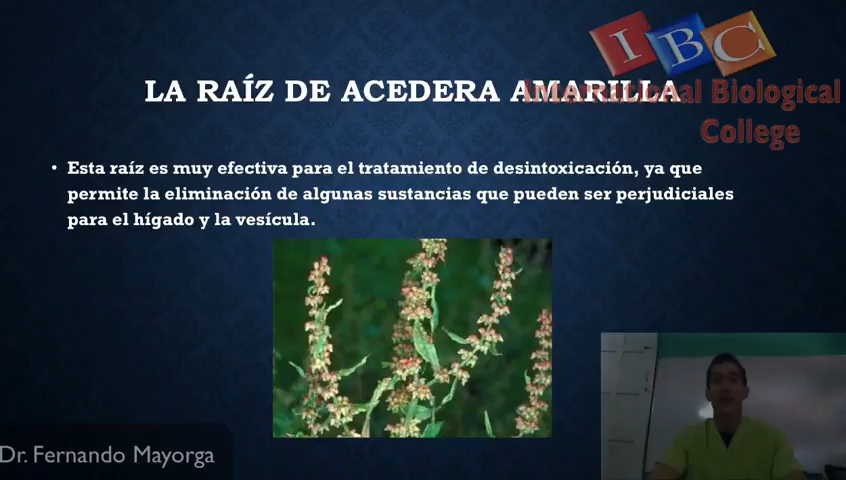 IBC
International Biological
College
LA RAÍZ DE ACEDERA AMARILLA
• Esta raíz es muy efectiva para el tratamiento de desintoxicación, ya que
permite la eliminación de algunas sustancias que pueden ser perjudiciales
para el hígado y la vesícula.
Dr. Fernando Mayorga